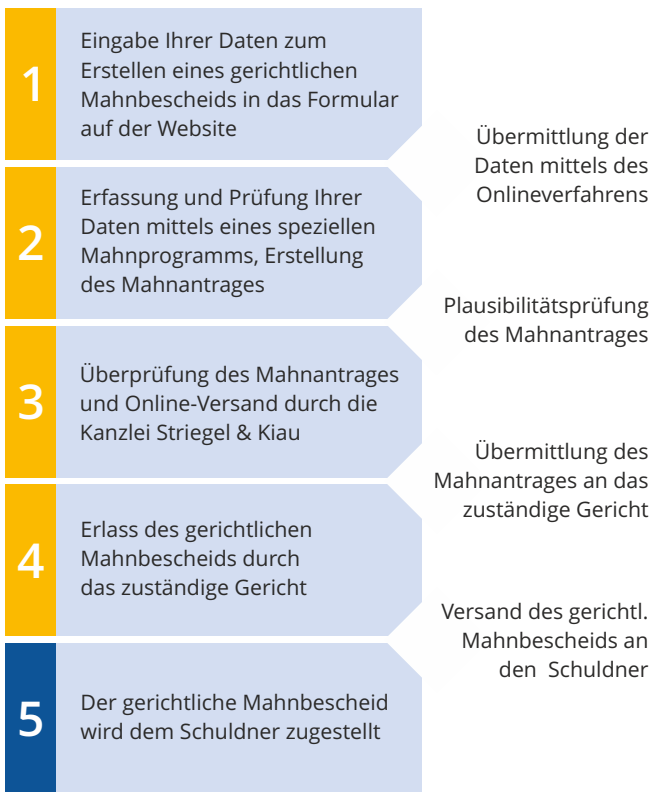 1
Eingabe Ihrer Daten zum
Erstellen eines gerichtlichen
Mahnbescheids in das Formular
auf der Website
Übermittlung der
Daten mittels des
Onlineverfahrens
2
Erfassung und Prüfung Ihrer
Daten mittels eines speziellen
Mahnprogramms, Erstellung
des Mahnantrages
Plausibilitätsprüfung
des Mahnantrages
3
Überprüfung des Mahnantrages
und Online-Versand durch die
Kanzlei Striegel & Kiau
Übermittlung des
Mahnantrages an das
zuständige Gericht
4
Erlass des gerichtlichen
Mahnbescheids durch
das zuständige Gericht
Versand des gerichtl.
Mahnbescheids an
den Schuldner
5
Der gerichtliche Mahnbescheid
wird dem Schuldner zugestellt